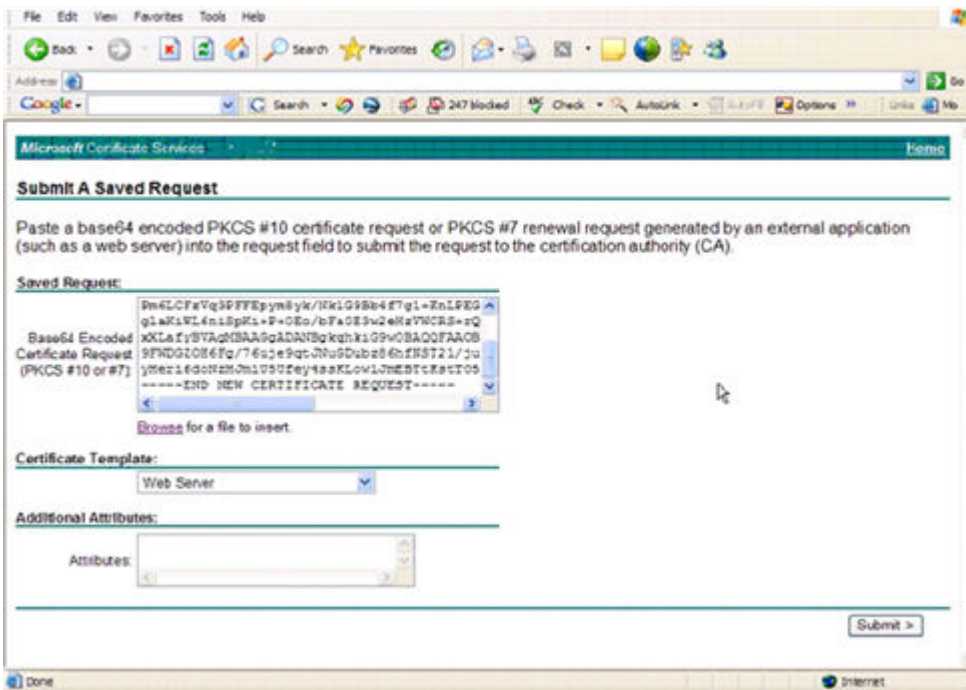 File Edit View Favorites Tools Help
Back Search Favorites
Address Go
Google Search 247 blocked Check AutoLink AutoFill Options Links
Microsoft Certificate Services Home
Submit A Saved Request
Paste a base64 encoded PKCS #10 certificate request or PKCS #7 renewal request generated by an external application
(such as a web server) into the request field to submit the request to the certification authority (CA).
Saved Request:
Base64 Encoded
Certificate Request
(PKCS #10 or #7):
-----END NEW CERTIFICATE REQUEST-----
Browse for a file to insert.
Certificate Template:
Web Server
Additional Attributes:
Attributes:
Submit >
Done Internet